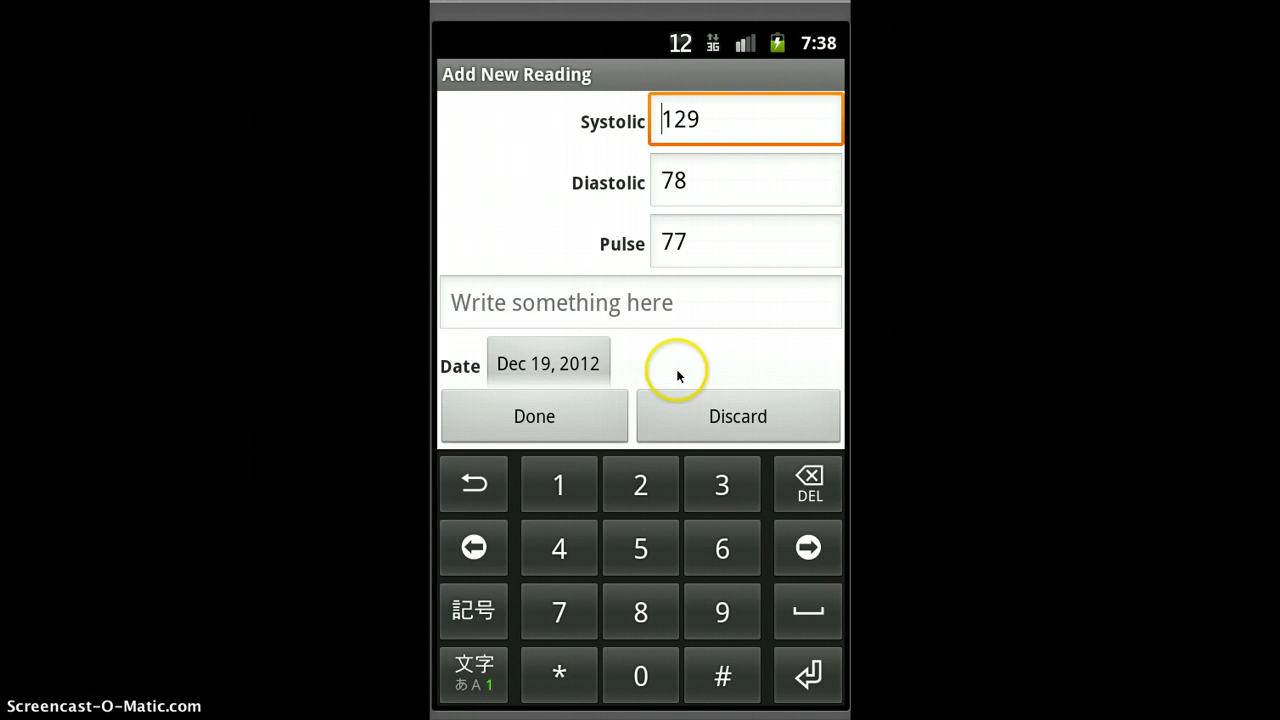 12 3G 7:38
Add New Reading
Systolic 129
Diastolic 78
Pulse 77
Write something here
Date Dec 19, 2012
Done Discard
1 2 3 DEL
4 5 6
記号 7 8 9
文字 * 0 #
あ A 1
Screencast-O-Matic.com